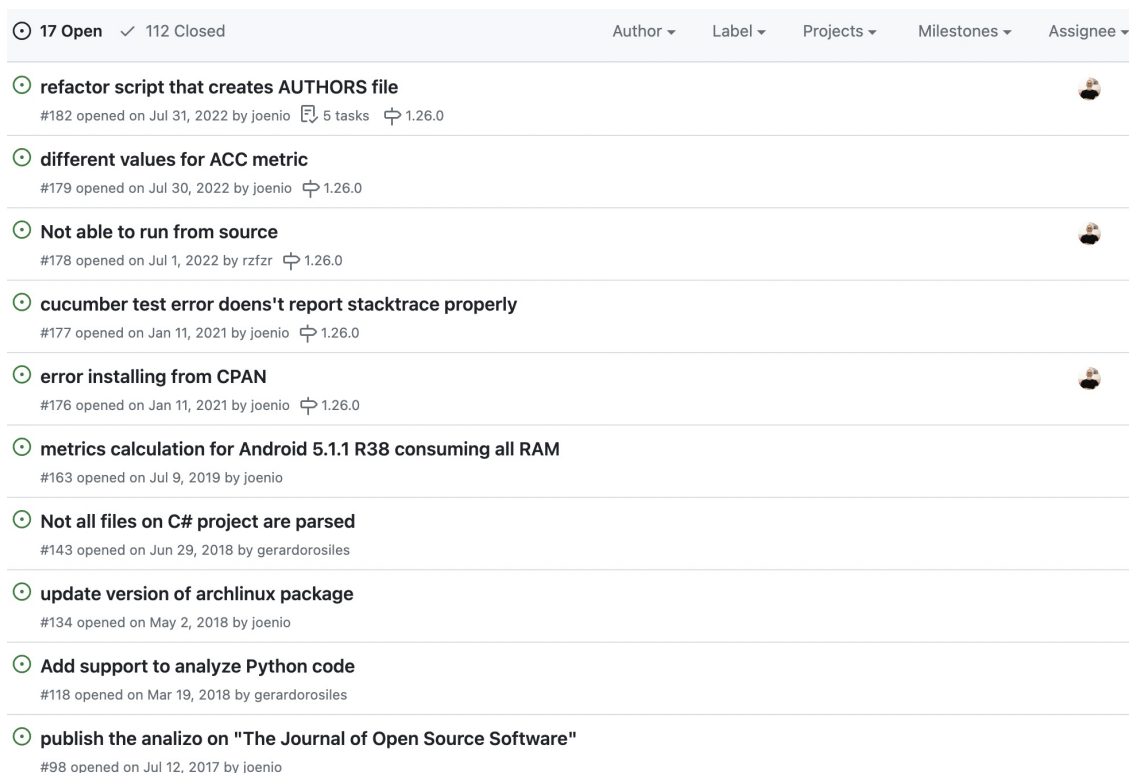 17 Open 112 Closed Author Label Projects Milestones Assignee
refactor script that creates AUTHORS file
#182 opened on Jul 31, 2022 by joenio 5 tasks 1.26.0
different values for ACC metric
#179 opened on Jul 30, 2022 by joenio 1.26.0
Not able to run from source
#178 opened on Jul 1, 2022 by rzfzr 1.26.0
cucumber test error doens't report stacktrace properly
#177 opened on Jan 11, 2021 by joenio 1.26.0
error installing from CPAN
#176 opened on Jan 11, 2021 by joenio 1.26.0
metrics calculation for Android 5.1.1 R38 consuming all RAM
#163 opened on Jul 9, 2019 by joenio
Not all files on C# project are parsed
#143 opened on Jun 29, 2018 by gerardorosiles
update version of archlinux package
#134 opened on May 2, 2018 by joenio
Add support to analyze Python code
#118 opened on Mar 19, 2018 by gerardorosiles
publish the analizo on "The Journal of Open Source Software"
#98 opened on Jul 12, 2017 by joenio